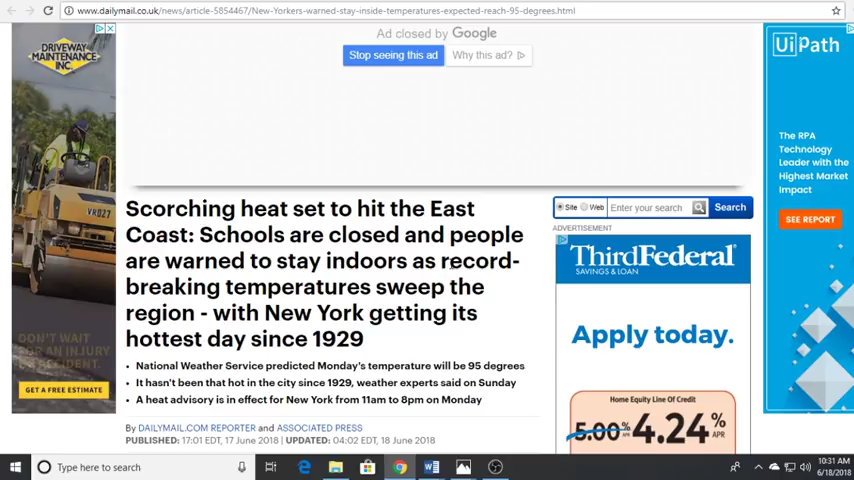 www.dailymail.co.uk/news/article-5854467/New-Yorkers-warned-stay-inside-temperatures-expected-reach-95-degrees.html
DRIVEWAY
MAINTENANCE
INC.
VR027
DON'T WAIT
FOR AN INJURY
ACCIDENT.
GET A FREE ESTIMATE
Ad closed by Google
Stop seeing this ad
Why this ad?
Scorching heat set to hit the East
Coast: Schools are closed and people
are warned to stay indoors as record-
breaking temperatures sweep the
region - with New York getting its
hottest day since 1929
National Weather Service predicted Monday's temperature will be 95 degrees
It hasn't been that hot in the city since 1929, weather experts said on Sunday
A heat advisory is in effect for New York from 11am to 8pm on Monday
By DAILYMAIL.COM REPORTER and ASSOCIATED PRESS
PUBLISHED: 17:01 EDT, 17 June 2018 | UPDATED: 04:02 EDT, 18 June 2018
Site Web Enter your search Search
ADVERTISEMENT
ThirdFederal
SAVINGS & LOAN
Apply today.
Home Equity Line Of Credit
5.00% APR 4.24% APR
UiPath
The RPA
Technology
Leader with the
Highest Market
Impact
SEE REPORT
Type here to search
10:31 AM
6/18/2018